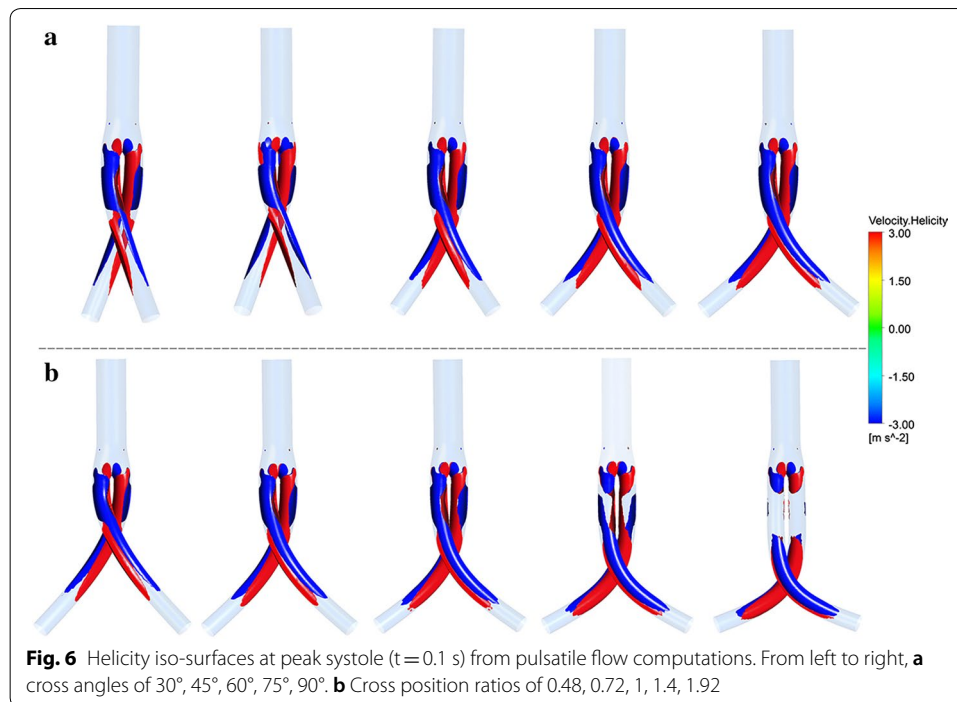 a
Velocity.Helicity
3.00
1.50
0.00
-1.50
-3.00
[m s^-2]
b
Fig. 6 Helicity iso-surfaces at peak systole (t = 0.1 s) from pulsatile flow computations. From left to right, a
cross angles of 30°, 45°, 60°, 75°, 90°. b Cross position ratios of 0.48, 0.72, 1, 1.4, 1.92